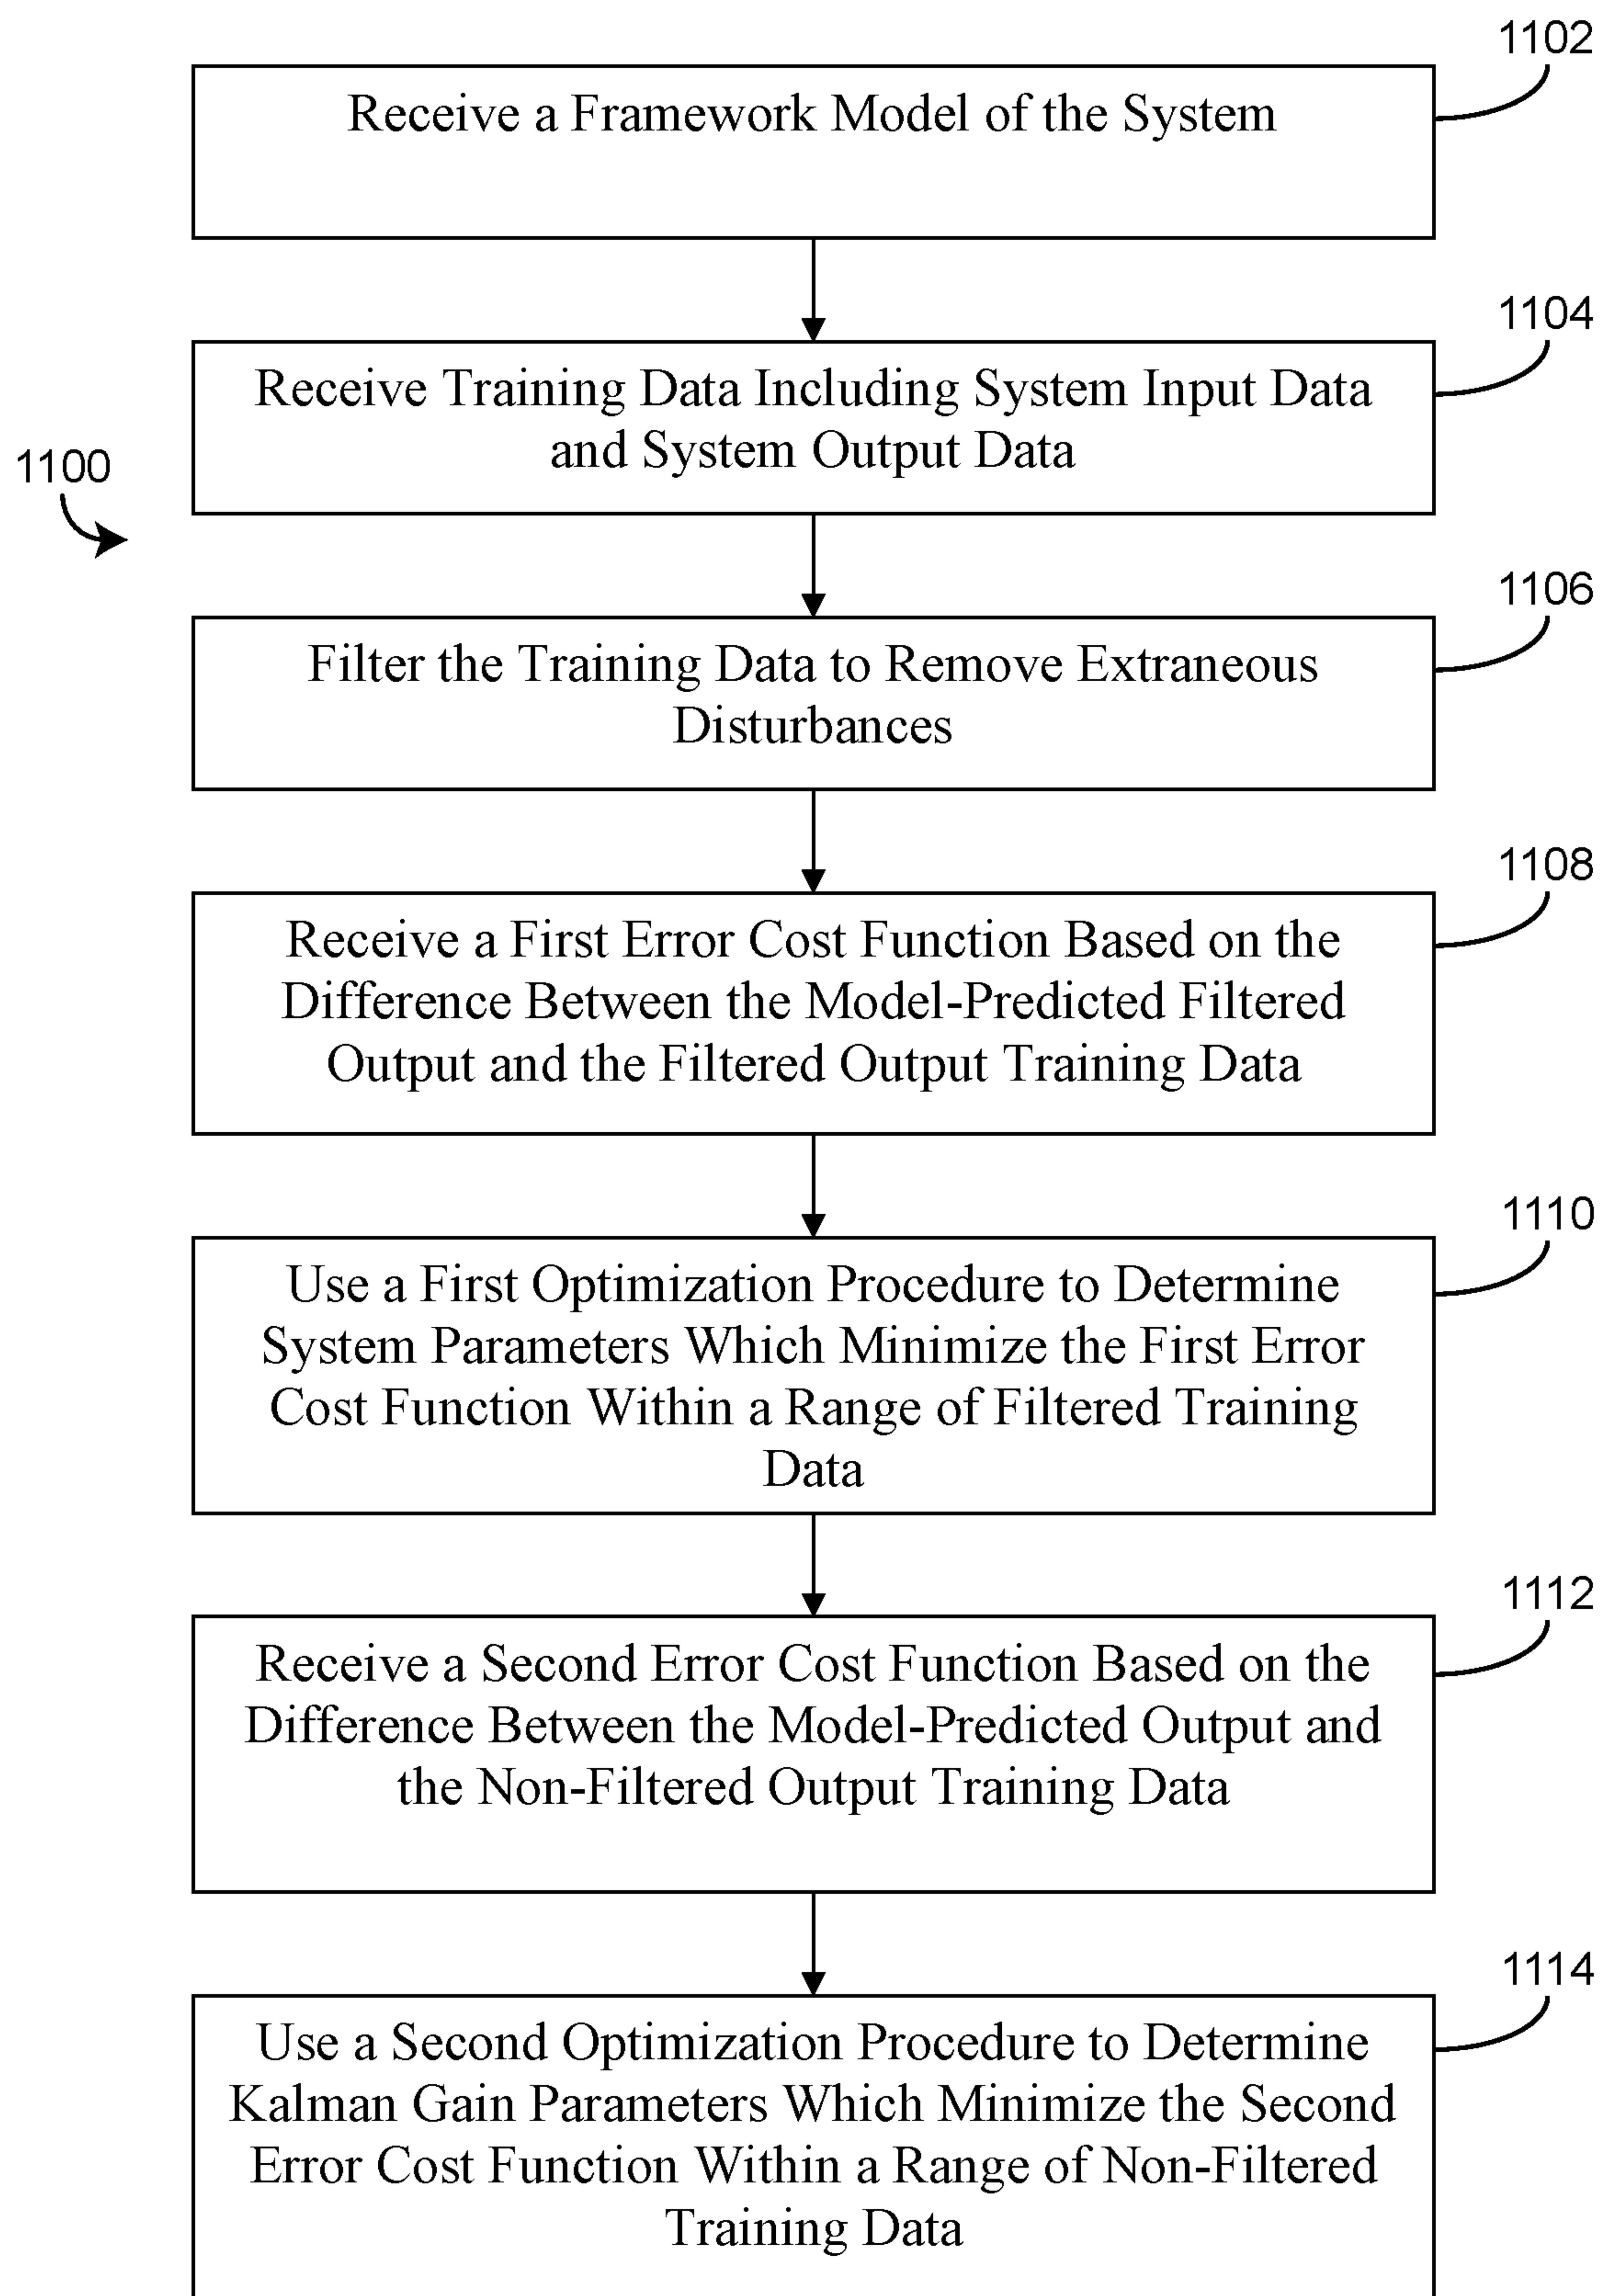 1102
Receive a Framework Model of the System
1104
Receive Training Data Including System Input Data
and System Output Data
1100
1106
Filter the Training Data to Remove Extraneous
Disturbances
1108
Receive a First Error Cost Function Based on the
Difference Between the Model-Predicted Filtered
Output and the Filtered Output Training Data
1110
Use a First Optimization Procedure to Determine
System Parameters Which Minimize the First Error
Cost Function Within a Range of Filtered Training
Data
1112
Receive a Second Error Cost Function Based on the
Difference Between the Model-Predicted Output and
the Non-Filtered Output Training Data
1114
Use a Second Optimization Procedure to Determine
Kalman Gain Parameters Which Minimize the Second
Error Cost Function Within a Range of Non-Filtered
Training Data